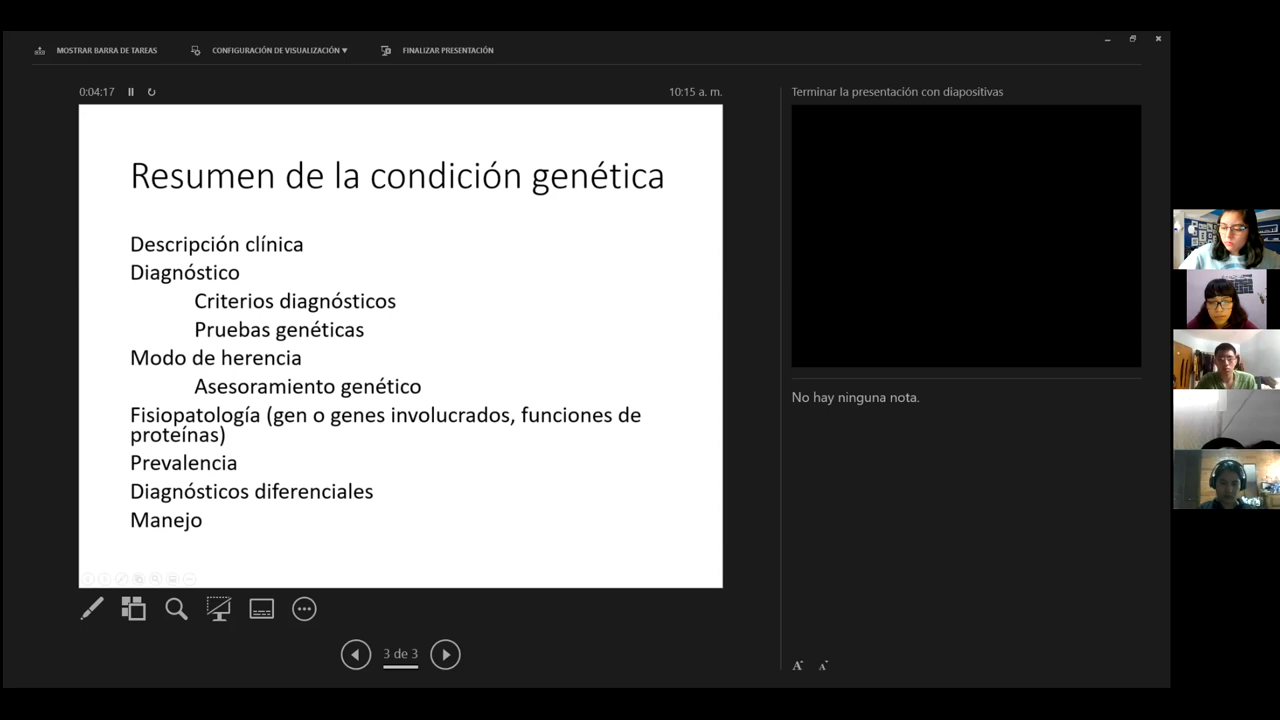 MOSTRAR BARRA DE TAREAS
CONFIGURACIÓN DE VISUALIZACIÓN ▼
FINALIZAR PRESENTACIÓN
0:04:17
10:15 a. m.
Terminar la presentación con diapositivas
Resumen de la condición genética
Descripción clínica
Diagnóstico
Criterios diagnósticos
Pruebas genéticas
Modo de herencia
Asesoramiento genético
Fisiopatología (gen o genes involucrados, funciones de
proteínas)
Prevalencia
Diagnósticos diferenciales
Manejo
No hay ninguna nota.
3 de 3
A A